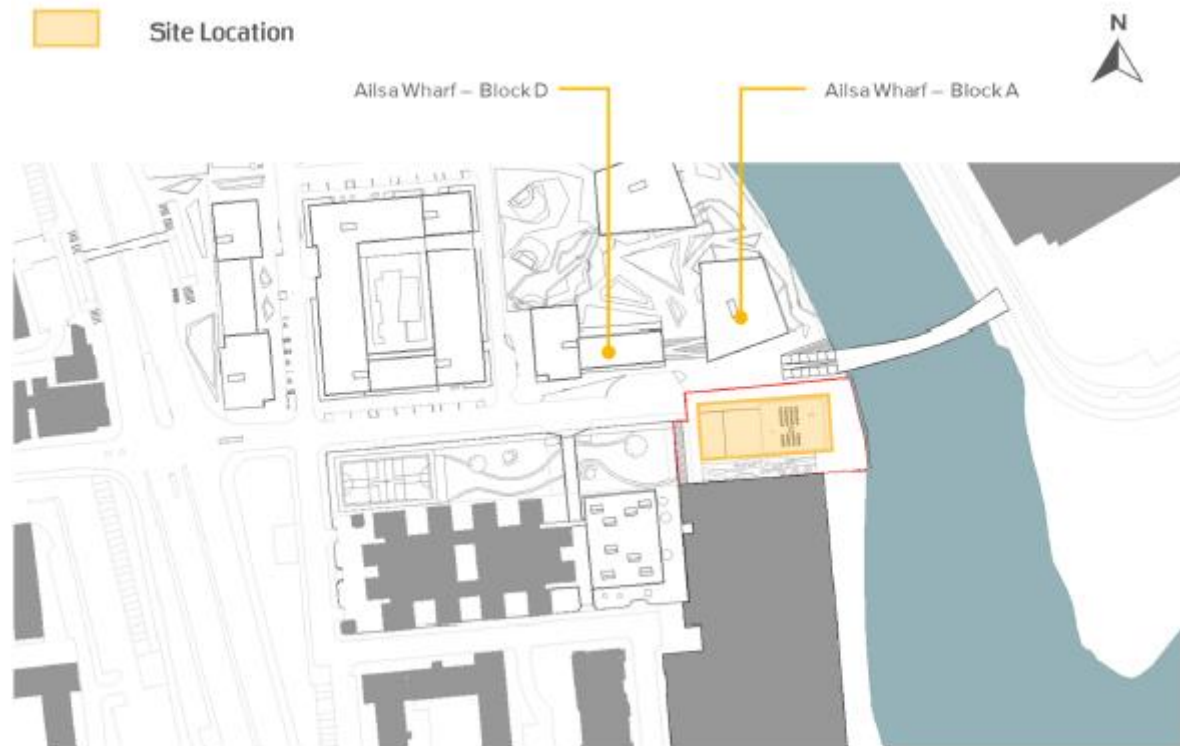 Site Location
N
Ailsa Wharf – Block D
Ailsa Wharf – Block A